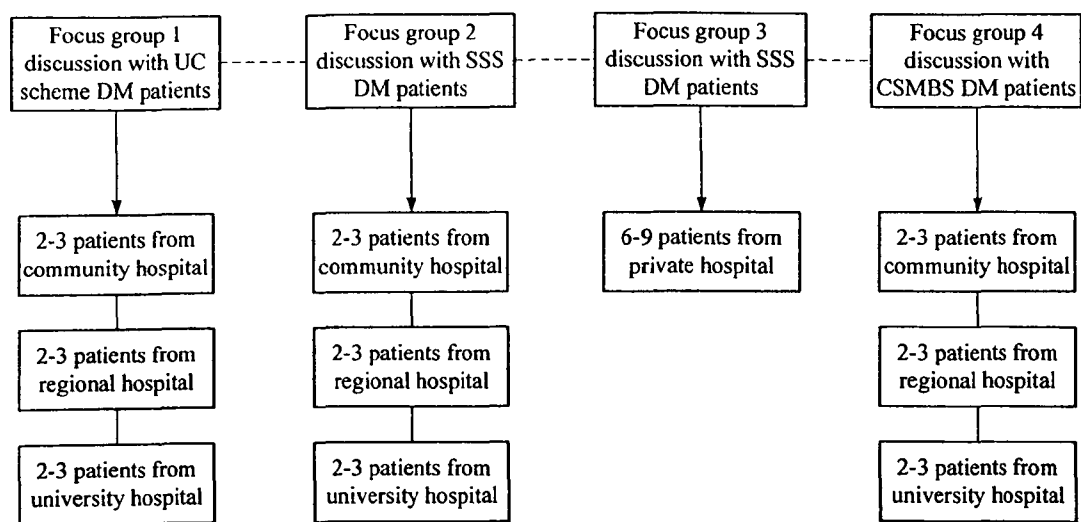 Focus group 1
discussion with UC
scheme DM patients
Focus group 2
discussion with SSS
DM patients
Focus group 3
discussion with SSS
DM patients
Focus group 4
discussion with
CSMBS DM patients
2-3 patients from
community hospital
2-3 patients from
community hospital
6-9 patients from
private hospital
2-3 patients from
community hospital
2-3 patients from
regional hospital
2-3 patients from
regional hospital
2-3 patients from
regional hospital
2-3 patients from
university hospital
2-3 patients from
university hospital
2-3 patients from
university hospital